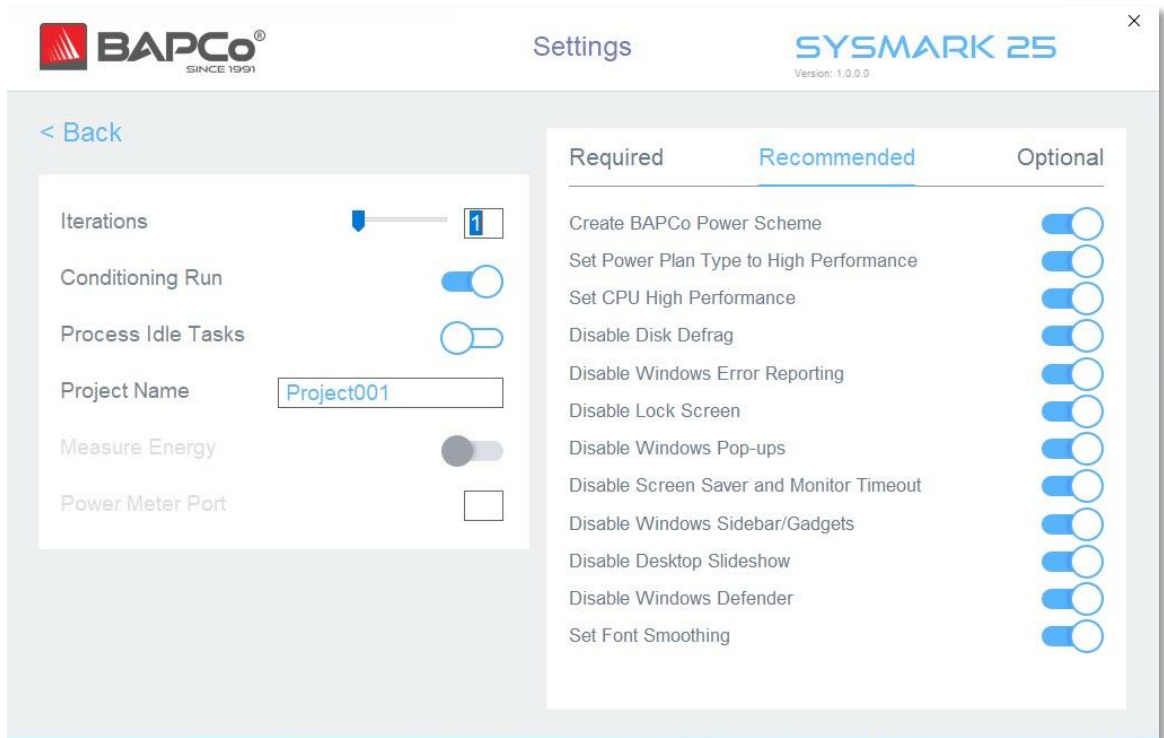 BAPCo®
SINCE 1991
Settings
SYSMARK 25
Version: 1.0.0.0
< Back
Iterations
1
Conditioning Run
Process Idle Tasks
Project Name
Project001
Measure Energy
Power Meter Port
Required Recommended Optional
Create BAPCo Power Scheme
Set Power Plan Type to High Performance
Set CPU High Performance
Disable Disk Defrag
Disable Windows Error Reporting
Disable Lock Screen
Disable Windows Pop-ups
Disable Screen Saver and Monitor Timeout
Disable Windows Sidebar/Gadgets
Disable Desktop Slideshow
Disable Windows Defender
Set Font Smoothing